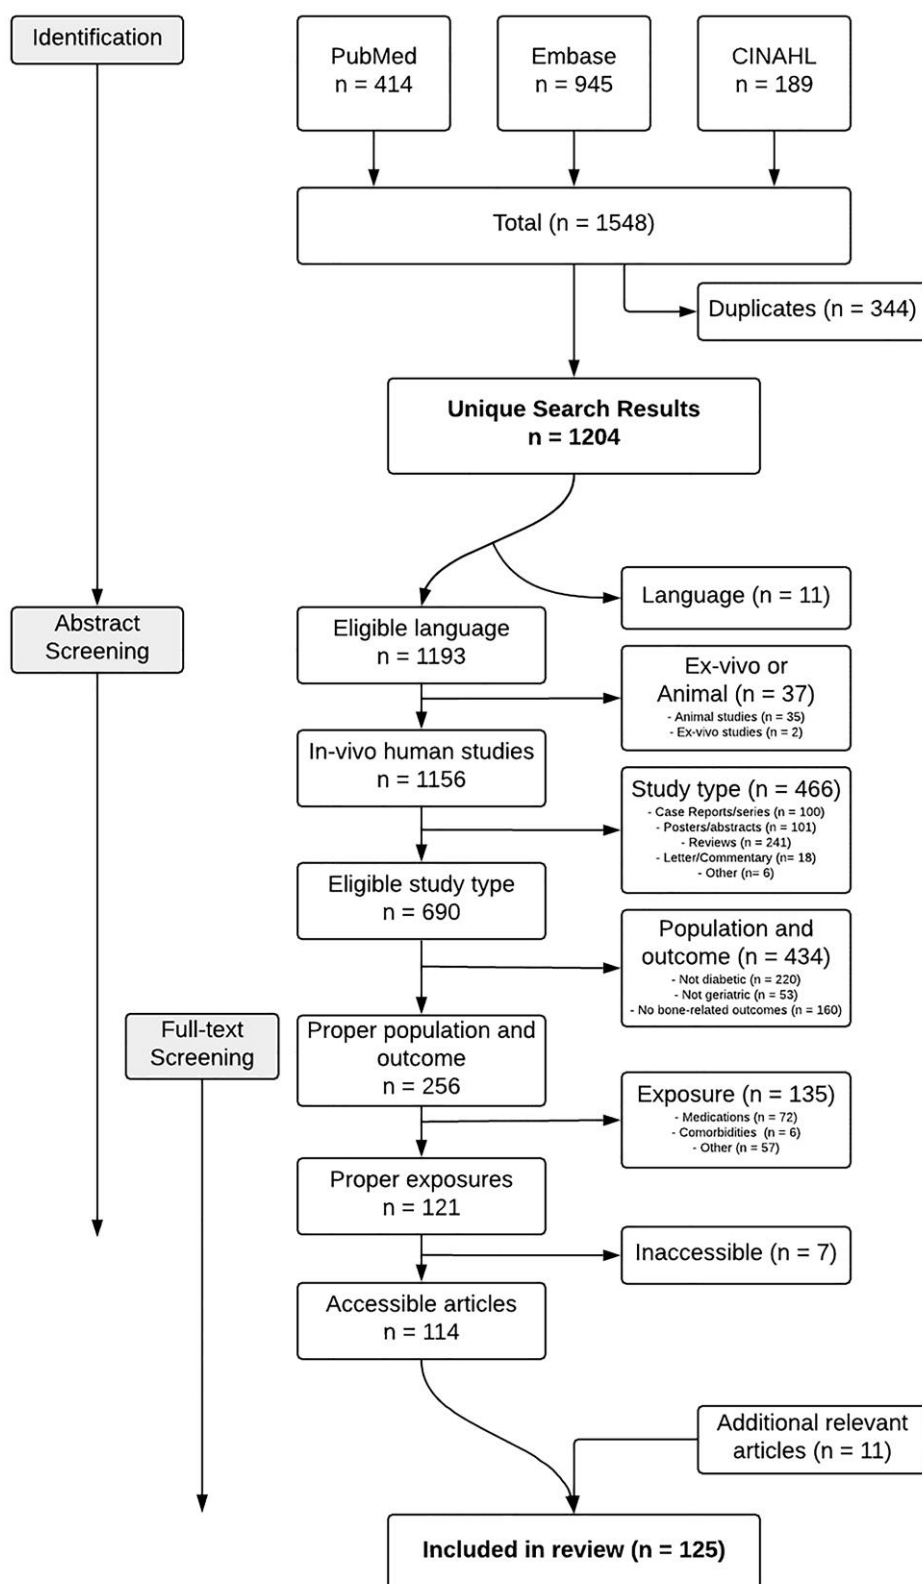 Identification
PubMed
n = 414
Embase
n = 945
CINAHL
n = 189
Total (n = 1548)
Duplicates (n = 344)
Unique Search Results
n = 1204
Language (n = 11)
Abstract
Screening
Eligible language
n = 1193
Ex-vivo or
Animal (n = 37)
- Animal studies (n = 35)
- Ex-vivo studies (n = 2)
In-vivo human studies
n = 1156
Study type (n = 466)
- Case Reports/series (n = 100)
- Posters/abstracts (n = 101)
- Reviews (n = 241)
- Letter/Commentary (n= 18)
- Other (n= 6)
Eligible study type
n = 690
Population and
outcome (n = 434)
- Not diabetic (n = 220)
- Not geriatric (n = 53)
- No bone-related outcomes (n = 160)
Full-text
Screening
Proper population and
outcome
n = 256
Exposure (n = 135)
- Medications (n = 72)
- Comorbidities (n = 6)
- Other (n = 57)
Proper exposures
n = 121
Inaccessible (n = 7)
Accessible articles
n = 114
Additional relevant
articles (n = 11)
Included in review (n = 125)